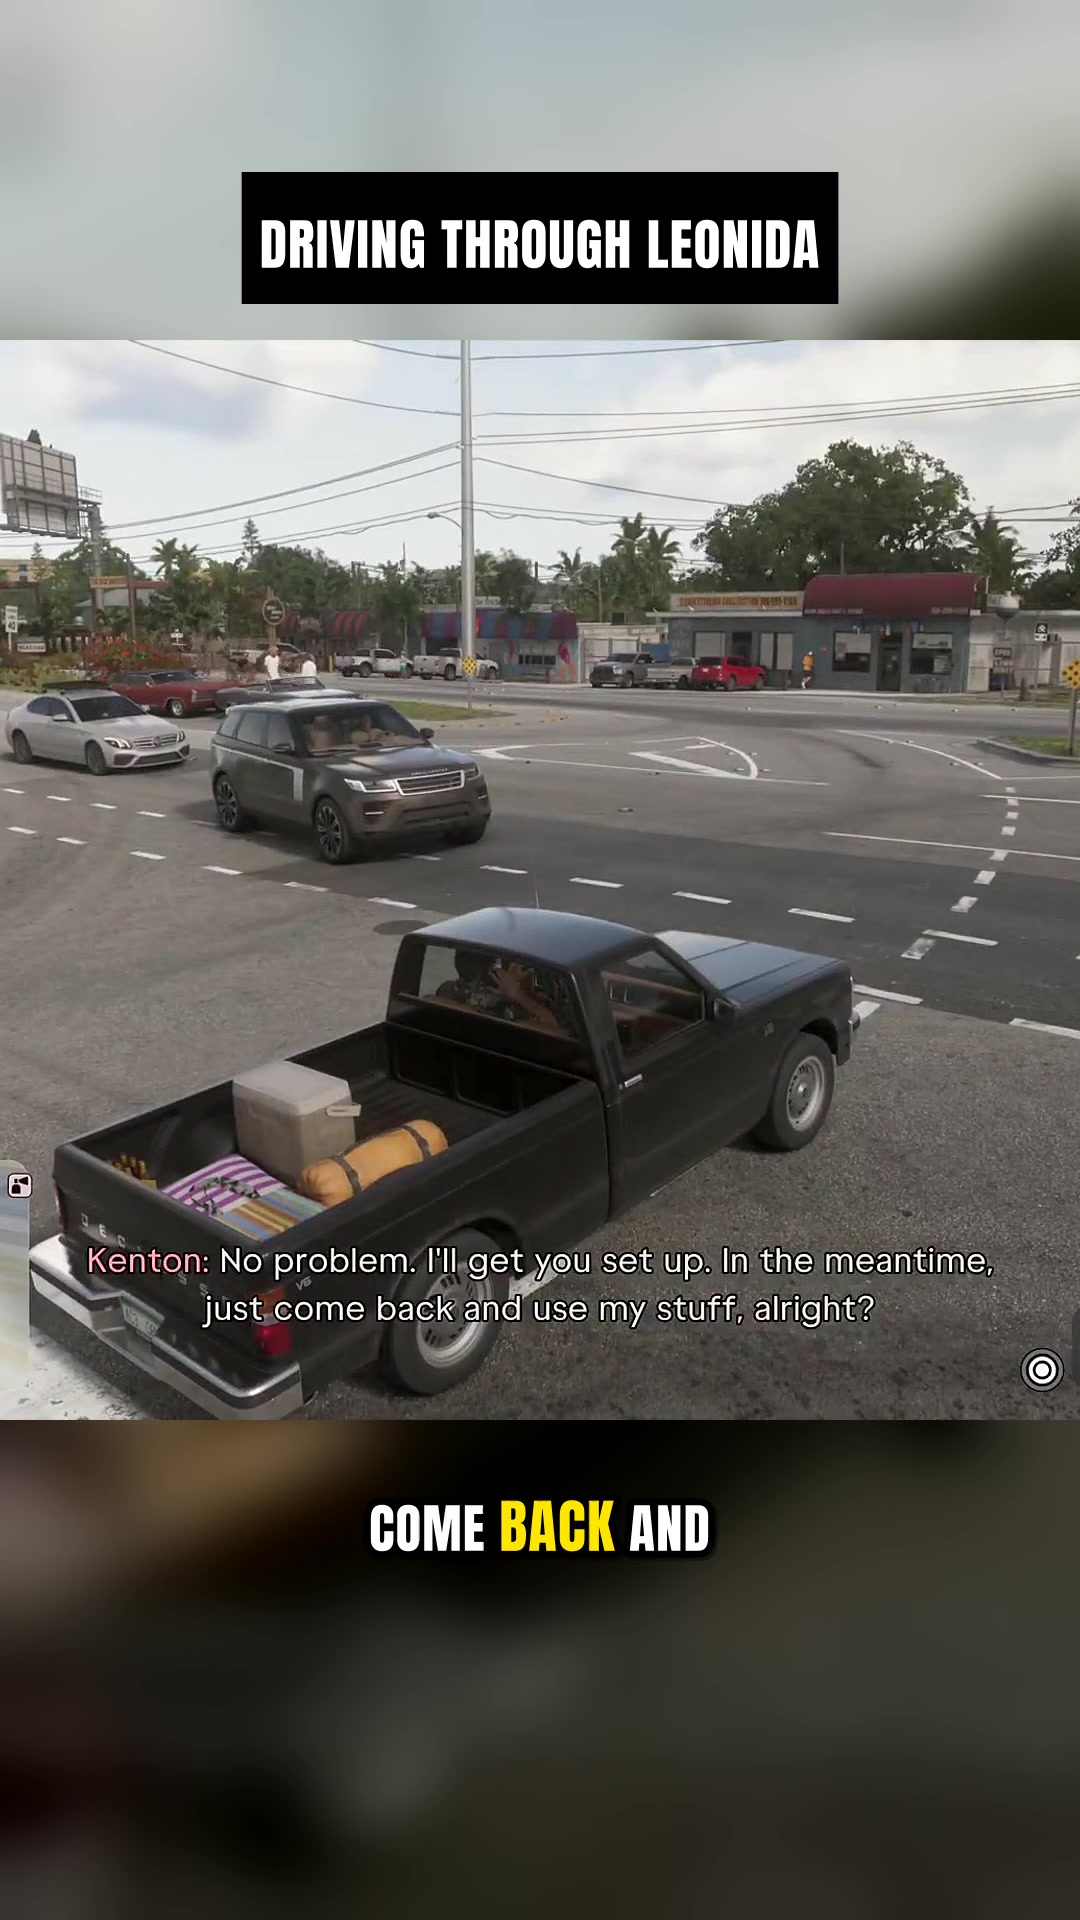 DRIVING THROUGH LEONIDA
Kenton: No problem. I'll get you set up. In the meantime,
just come back and use my stuff, alright?
V6
COME BACK AND